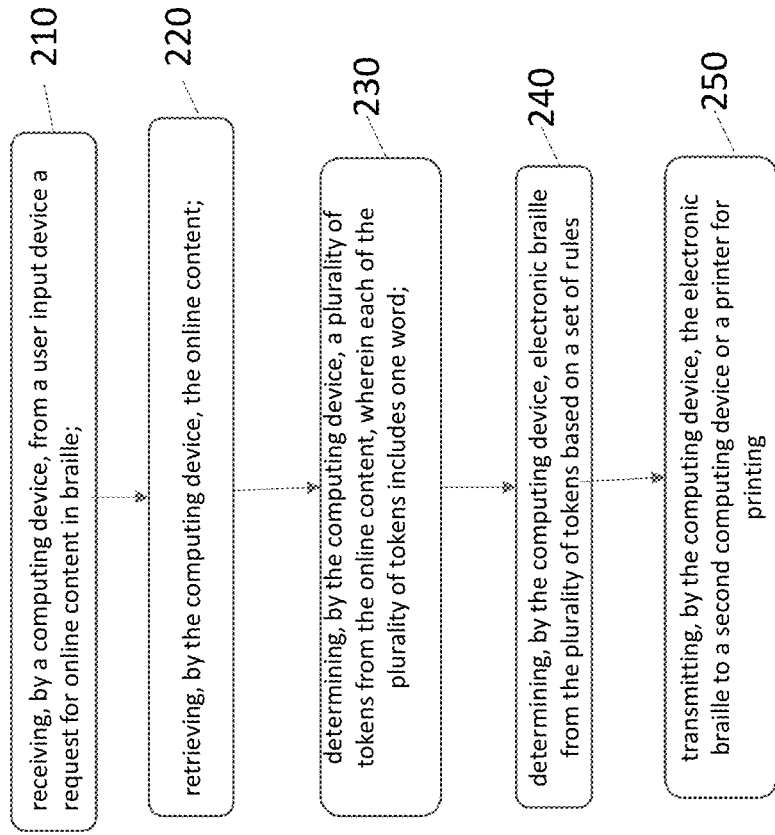 210
receiving, by a computing device, from a user input device a
request for online content in braille;
220
retrieving, by the computing device, the online content;
230
determining, by the computing device, a plurality of
tokens from the online content, wherein each of the
plurality of tokens includes one word;
240
determining, by the computing device, electronic braille
from the plurality of tokens based on a set of rules
250
transmitting, by the computing device, the electronic
braille to a second computing device or a printer for
printing